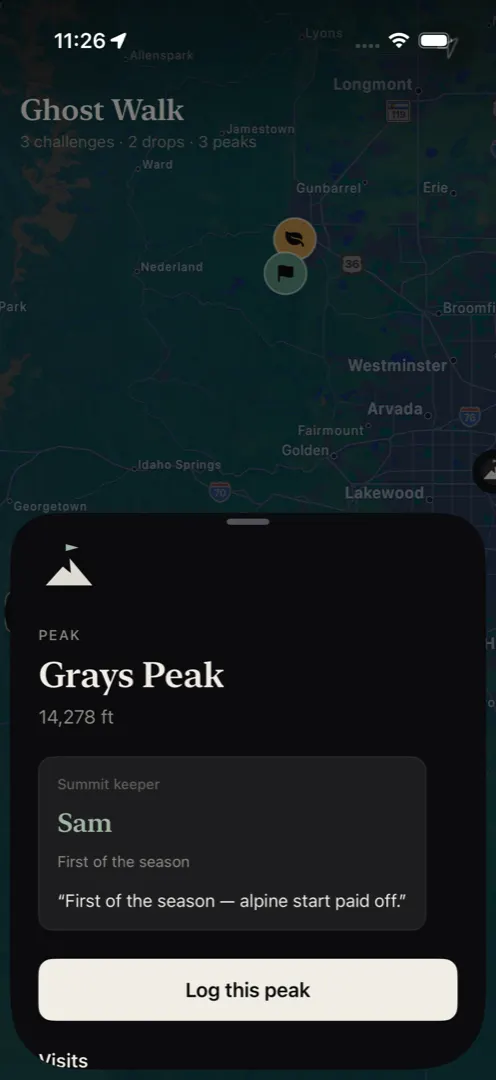 11:26
Lyons
Allenspark
Longmont
Ghost Walk
119
Jamestown
3 challenges · 2 drops · 3 peaks
Ward
Gunbarrel
Erie
36
Nederland
Park
Broomfi
Westminster
Arvada
76
Fairmount
Golden
Idaho Springs
70
Lakewood
Georgetown
PEAK
Grays Peak
14,278 ft
Summit keeper
Sam
First of the season
“First of the season — alpine start paid off.”
Log this peak
Visits